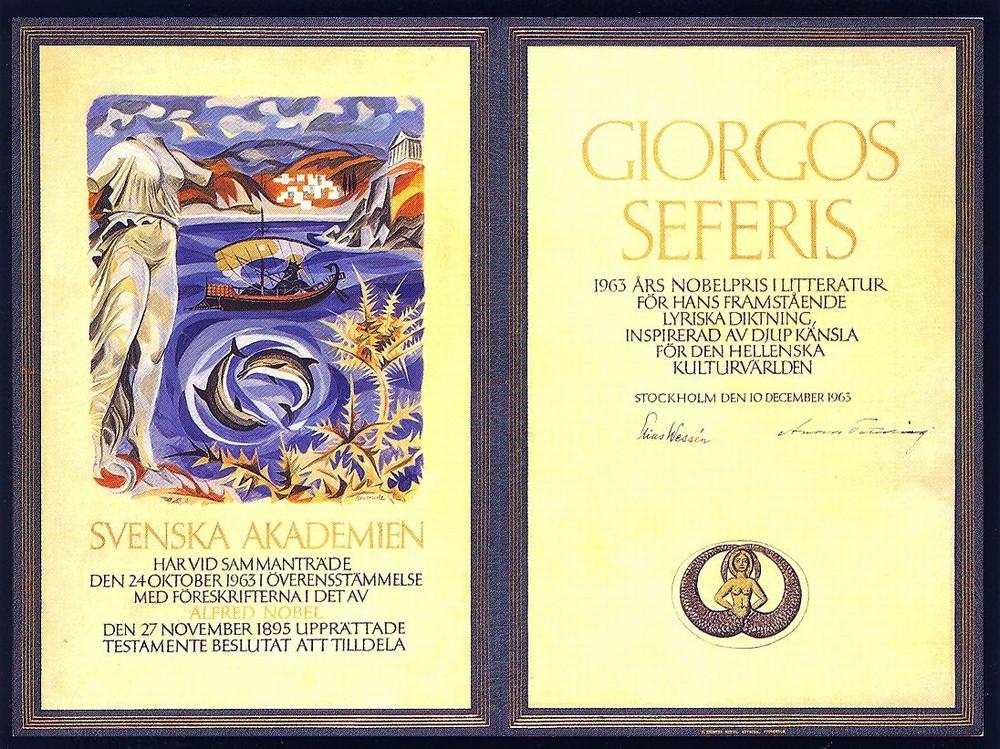 SVENSKA AKADEMIEN
HAR VID SAMMANTRÄDE
DEN 24 OKTOBER 1963 I ÖVERENSSTÄMMELSE
MED FÖRESKRIFTERNA I DET AV
ALFRED NOBEL
DEN 27 NOVEMBER 1895 UPPRÄTTADE
TESTAMENTE BESLUTAT ATT TILLDELA
GIORGOS
SEFERIS
1963 ÅRS NOBELPRIS I LITTERATUR
FÖR HANS FRAMSTÅENDE
LYRISKA DIKTNING,
INSPIRERAD AV DJUP KÄNSLA
FÖR DEN HELLENSKA
KULTURVÄRLDEN
STOCKHOLM DEN 10 DECEMBER 1963
Elias Wessén